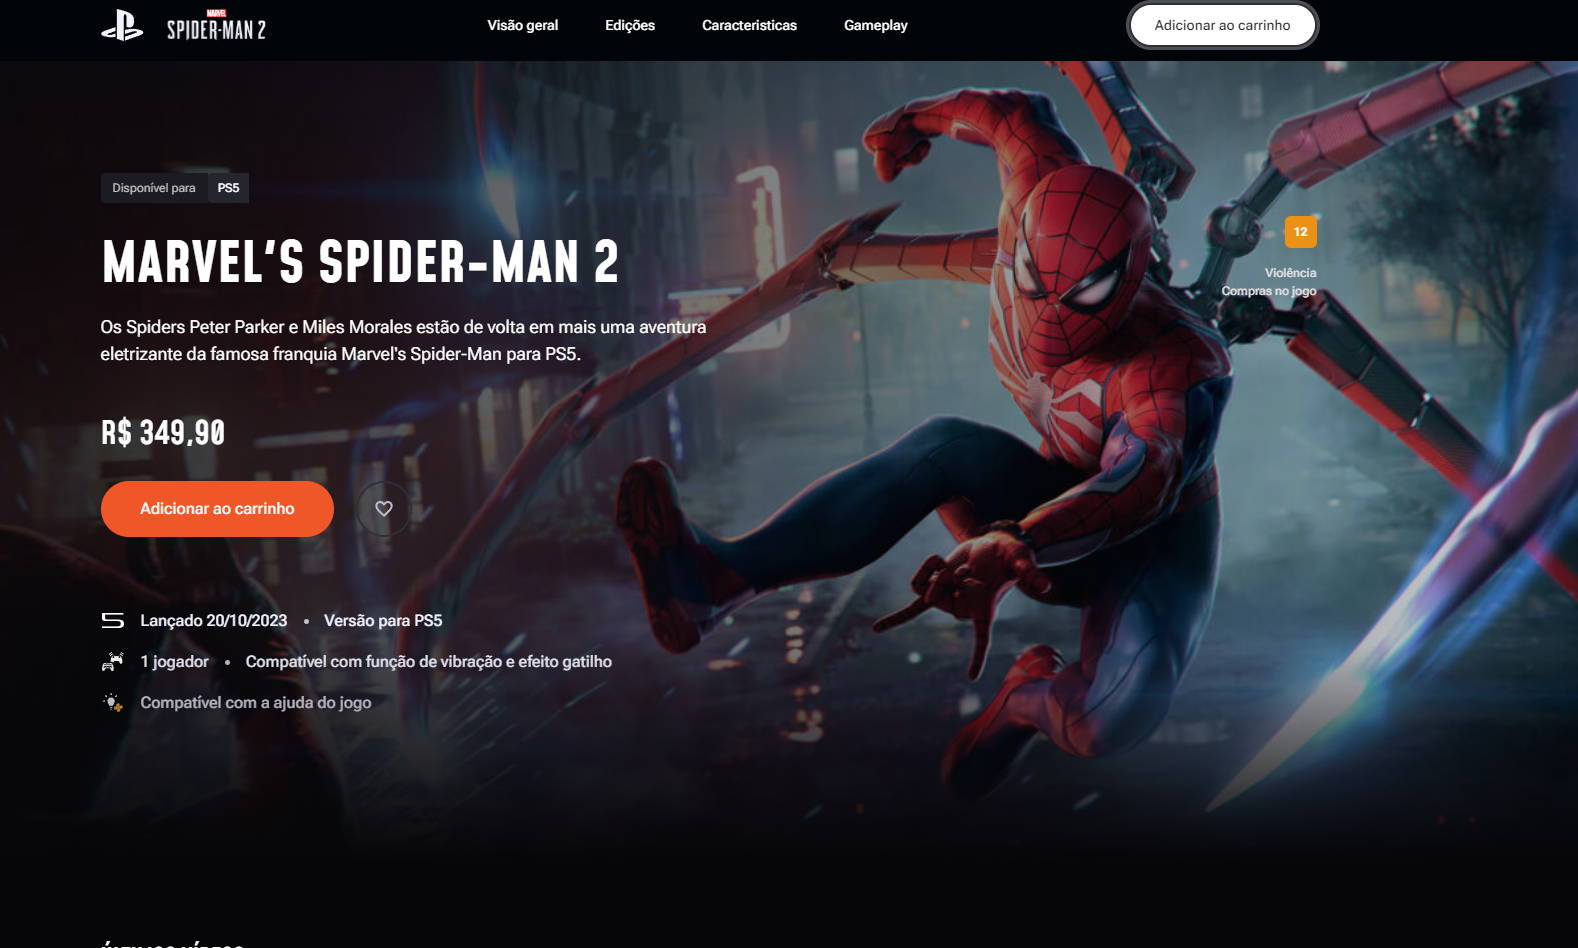 MARVEL
SPIDER-MAN 2
Visão geral
Edições
Caracteristicas
Gameplay
Adicionar ao carrinho
Disponível para PS5
MARVEL'S SPIDER-MAN 2
12
Violência
Compras no jogo
Os Spiders Peter Parker e Miles Morales estão de volta em mais uma aventura
eletrizante da famosa franquia Marvel's Spider-Man para PS5.
R$ 349,90
Adicionar ao carrinho
Lançado 20/10/2023 • Versão para PS5
1 jogador • Compatível com função de vibração e efeito gatilho
Compatível com a ajuda do jogo
ÚLTIMOS VÍDEOS